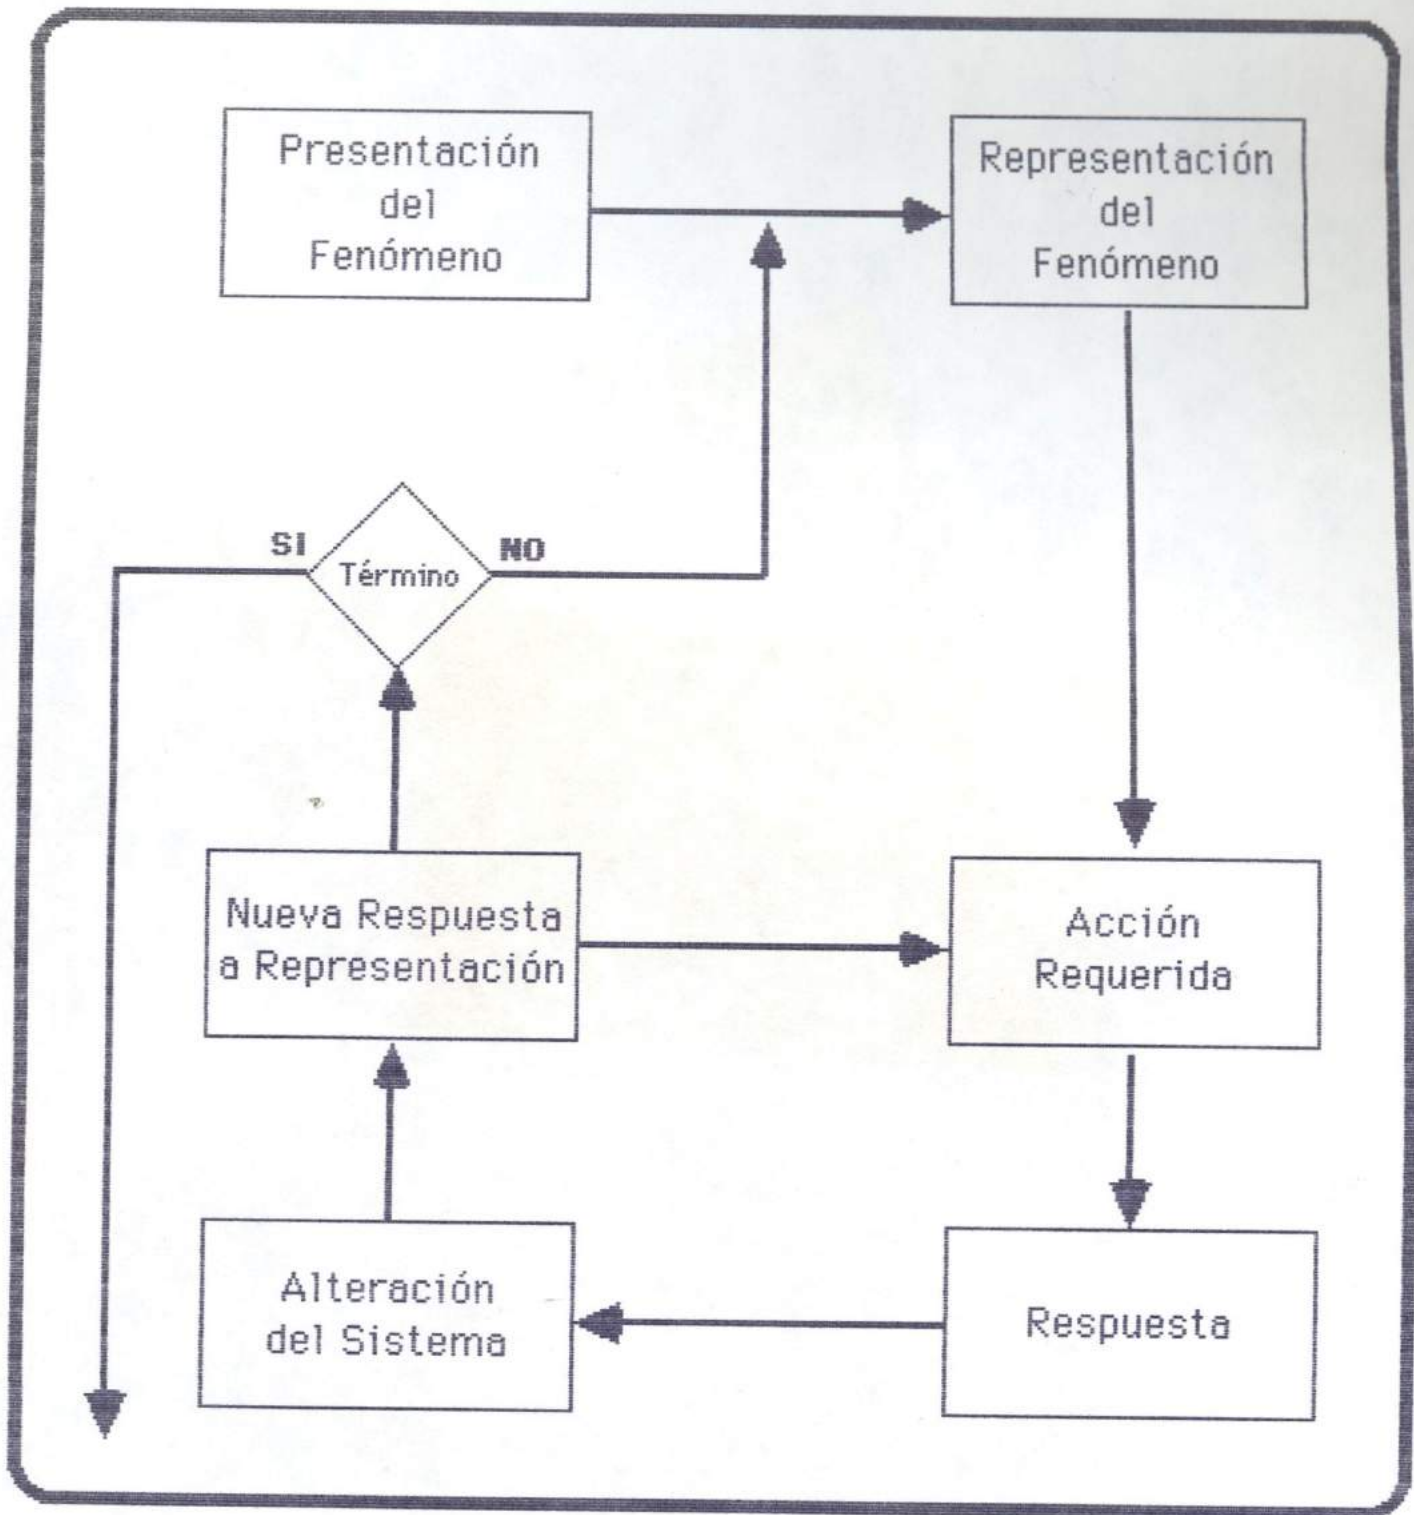 Presentación
del
Fenómeno
Representación
del
Fenómeno
SI
Término
NO
Nueva Respuesta
a Representación
Acción
Requerida
Alteración
del Sistema
Respuesta